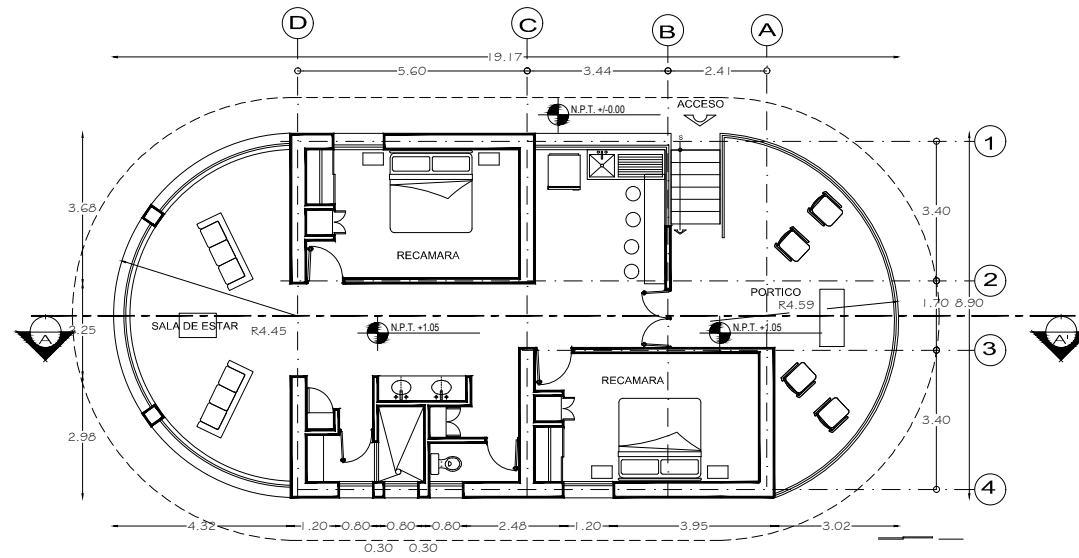 D
C
B
A
19.17
5.60
3.44
2.41
N.P.T. +/-0.00
ACCESO
S
1
3.68
3.40
RECAMARA
2
PORTICO
R4.59
1.70
8.90
SALA DE ESTAR
R4.45
N.P.T. +1.05
N.P.T. +1.05
A
A'
2.25
3
RECAMARA
2.98
3.40
4
4.32
1.20
0.80
0.80
0.80
2.48
1.20
3.95
3.02
0.30
0.30